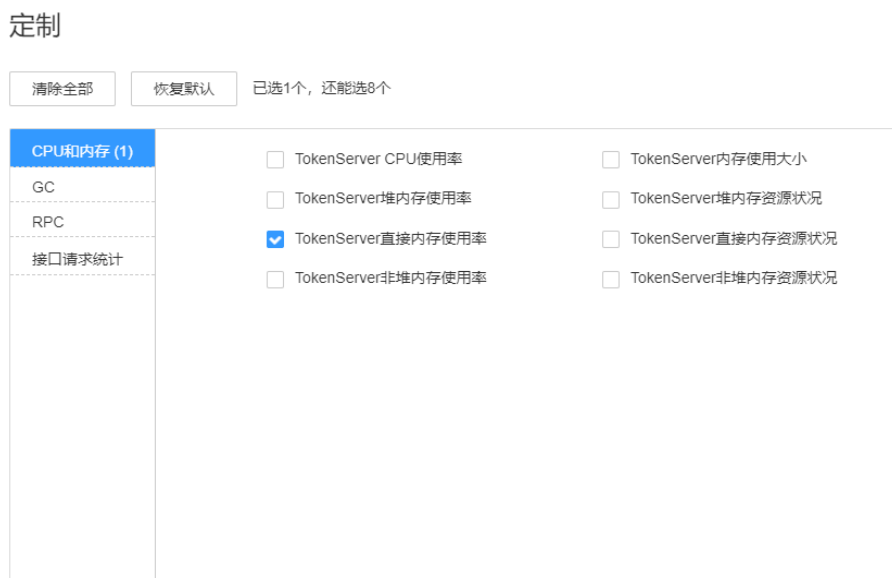 定制
清除全部 恢复默认 已选1个，还能选8个
CPU和内存 (1)
GC
RPC
接口请求统计
TokenServer CPU使用率 TokenServer内存使用大小
TokenServer堆内存使用率 TokenServer堆内存资源状况
TokenServer直接内存使用率 TokenServer直接内存资源状况
TokenServer非堆内存使用率 TokenServer非堆内存资源状况